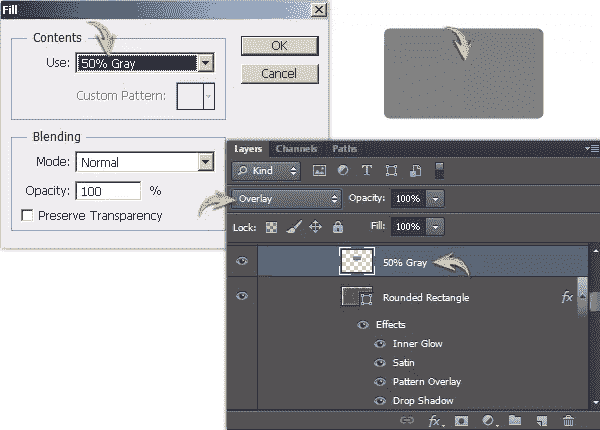 Fill
Contents
Use: 50% Gray
Custom Pattern:
OK
Cancel
Blending
Mode: Normal
Opacity: 100 %
Preserve Transparency
Layers Channels Paths
Kind
Overlay Opacity: 100%
Lock: Fill: 100%
50% Gray
Rounded Rectangle fx
Effects
Inner Glow
Satin
Pattern Overlay
Drop Shadow
fx